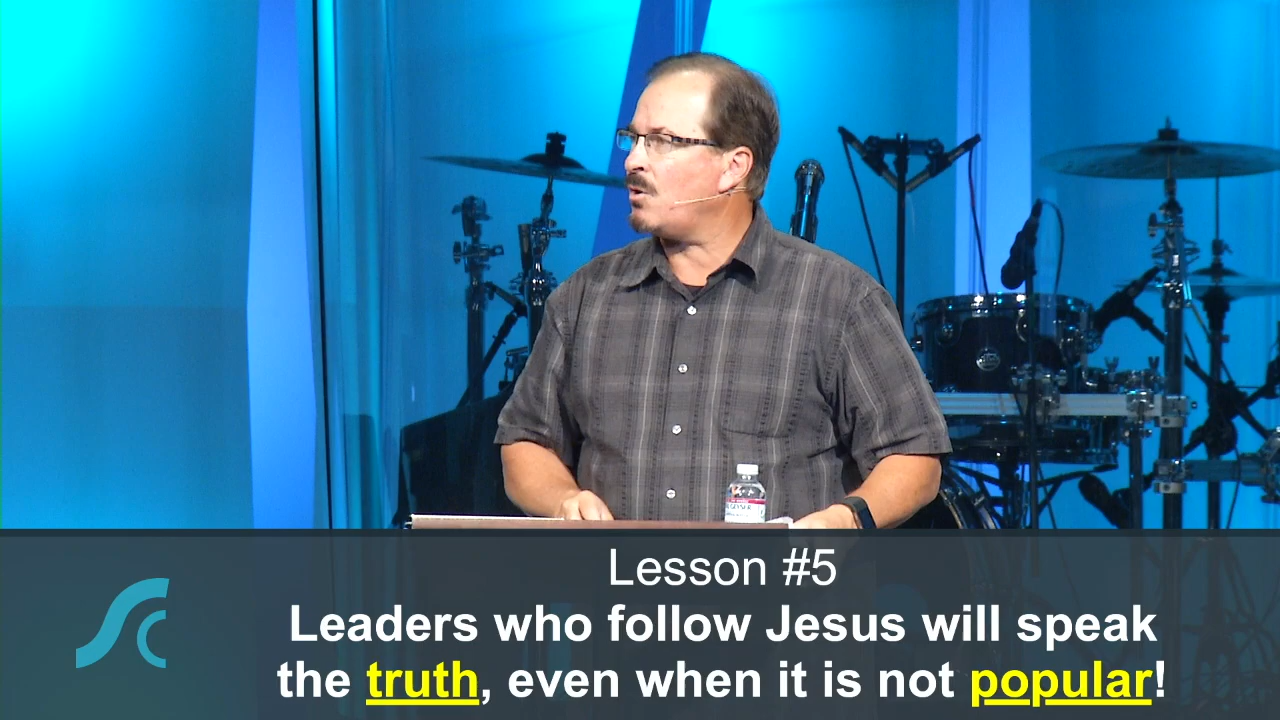 Lesson #5
Leaders who follow Jesus will speak
the truth, even when it is not popular!